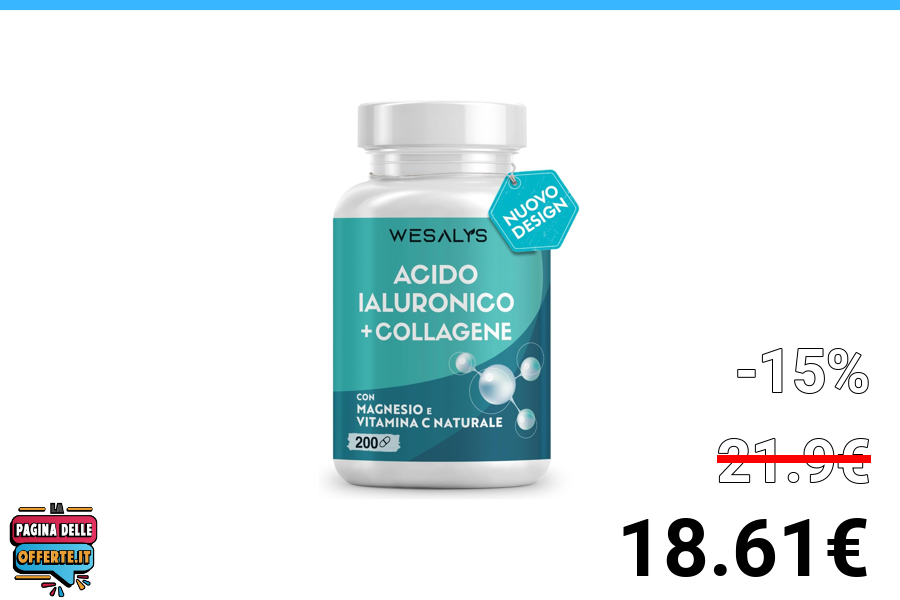 WESALYS
NUOVO
DESIGN
ACIDO
IALURONICO
+COLLAGENE
CON
MAGNESIO E
VITAMINA C NATURALE
200
-15%
21.9€
18.61€
LA
PAGINA DELLE
OFFERTE.IT